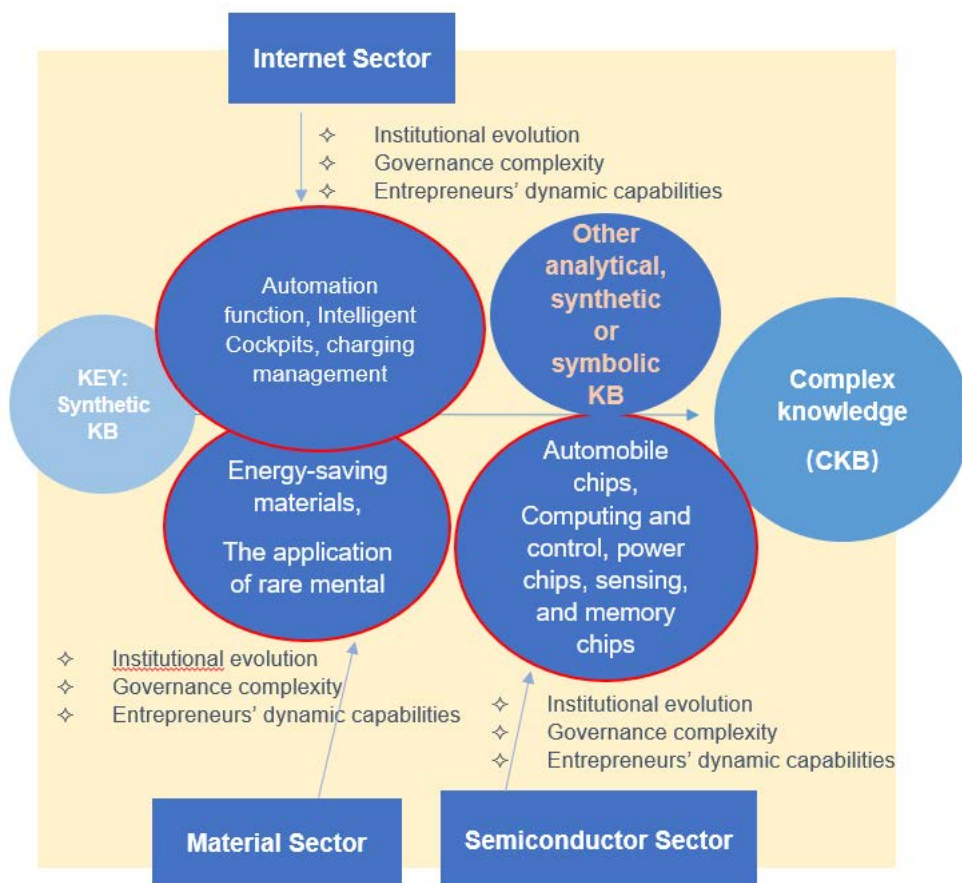 Internet Sector
✧ Institutional evolution
✧ Governance complexity
✧ Entrepreneurs’ dynamic capabilities
Automation
function, Intelligent
Cockpits, charging
management
Other
analytical,
synthetic
or
symbolic
KB
KEY:
Synthetic
KB
Complex
knowledge
(CKB)
Energy-saving
materials,
The application
of rare mental
Automobile
chips,
Computing and
control, power
chips, sensing,
and memory
chips
✧ Institutional evolution
✧ Governance complexity
✧ Entrepreneurs’ dynamic capabilities
✧ Institutional evolution
✧ Governance complexity
✧ Entrepreneurs’ dynamic capabilities
Material Sector
Semiconductor Sector